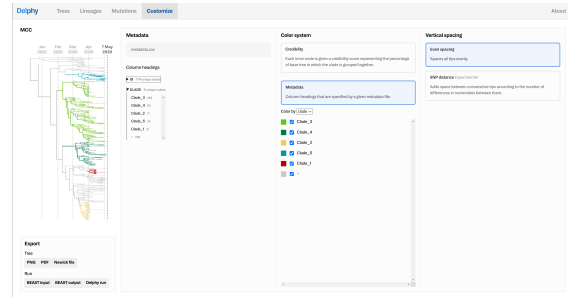 Delphy
Trees Lineages Mutations Customize About
MCC
Jan Feb Mar Apr 7 May
2020 2020 2020 2020 2020
Metadata
metadata.csv
Column headings
ID
CLADE
Clade_3
Clade_4
Clade_2
Clade_5
Clade_1
-
Color system
Credibility
Each inner node is given a credibility score representing the percentage
of base trees in which the clade is grouped together.
Metadata
Column headings that are specified by a given metadata file.
Color by clade
Clade_3
Clade_4
Clade_2
Clade_5
Clade_1
-
Vertical spacing
Even spacing
Spaces all tips evenly.
SNP distance Experimental
Adds space between consecutive tips according to the number of
differences in nucleotides between them.
Export
Tree
PNG PDF Newick file
Run
BEAST input BEAST output Delphy run